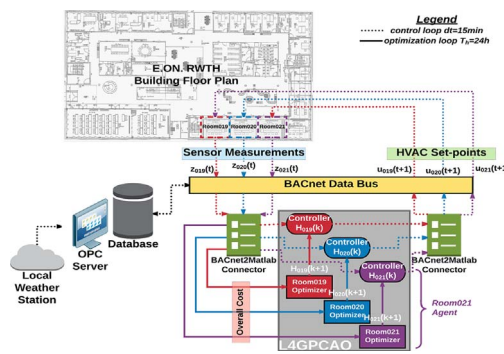 Legend
control loop dt=15min
optimization loop Th=24h
E.ON. RWTH
Building Floor Plan
Room019
Room020
Room021
Sensor Measurements
HVAC Set-points
z019(t)
z020(t)
z021(t)
u019(t+1)
u020(t+1)
u021(t+1
BACnet Data Bus
Database
OPC
Server
Local
Weather
Station
BACnet2Matlab
Connector
Controller
H019(k)
Controller
H020(k)
Controller
H021(k)
BACnet2Matlab
Connector
H019(k+1)
Room019
Optimizer
H020(k+1)
Room020
Optimizer
H021(k+1)
Room021
Optimizer
Overall Cost
L4GPCAO
Room021
Agent